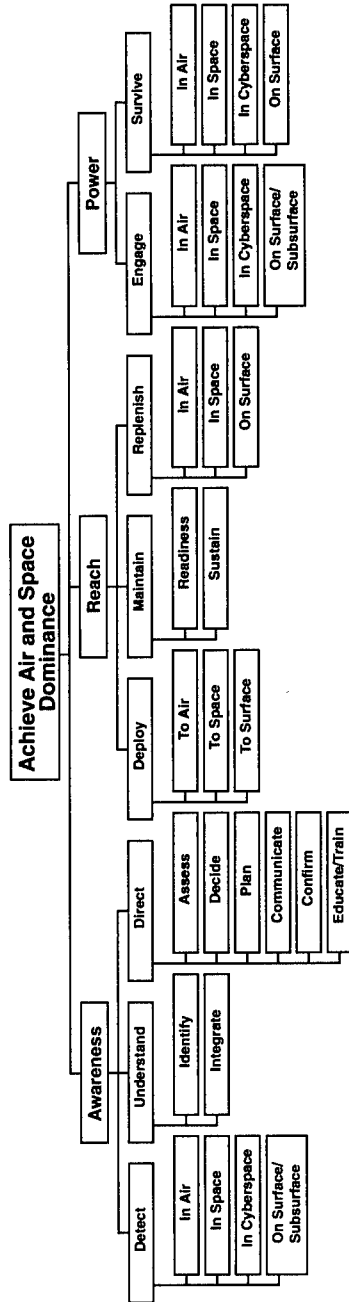 Achieve Air and Space
Dominance
Awareness
Reach
Power
Detect
Understand
Direct
Deploy
Maintain
Replenish
Engage
Survive
In Air
In Space
In Cyberspace
On Surface/
Subsurface
Identify
Integrate
Assess
Decide
Plan
Communicate
Confirm
Educate/Train
To Air
To Space
To Surface
Readiness
Sustain
In Air
In Space
On Surface
In Air
In Space
In Cyberspace
On Surface/
Subsurface
In Air
In Space
In Cyberspace
On Surface